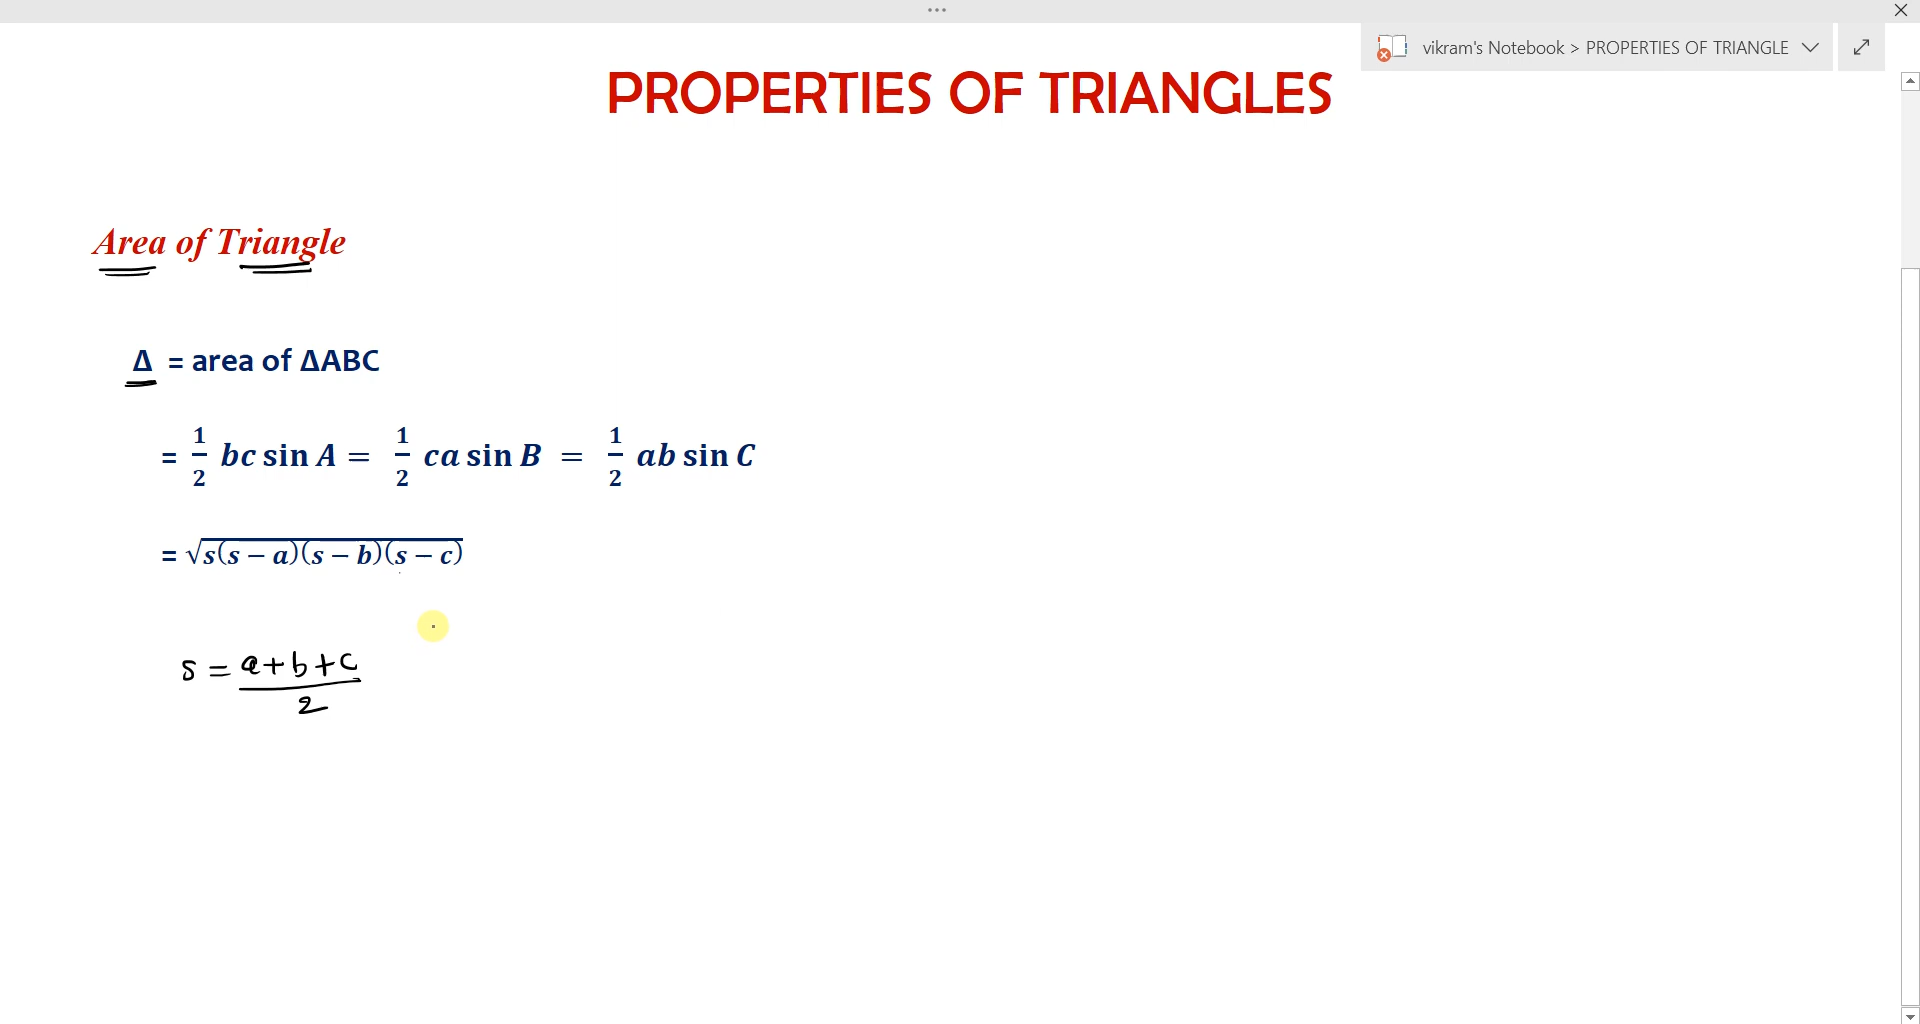 vikram's Notebook > PROPERTIES OF TRIANGLE
PROPERTIES OF TRIANGLES
Area of Triangle
Δ = area of ΔABC
= 1/2 bc sin A = 1/2 ca sin B = 1/2 ab sin C
= √s(s − a)(s − b)(s − c)
s = a+b+c/2